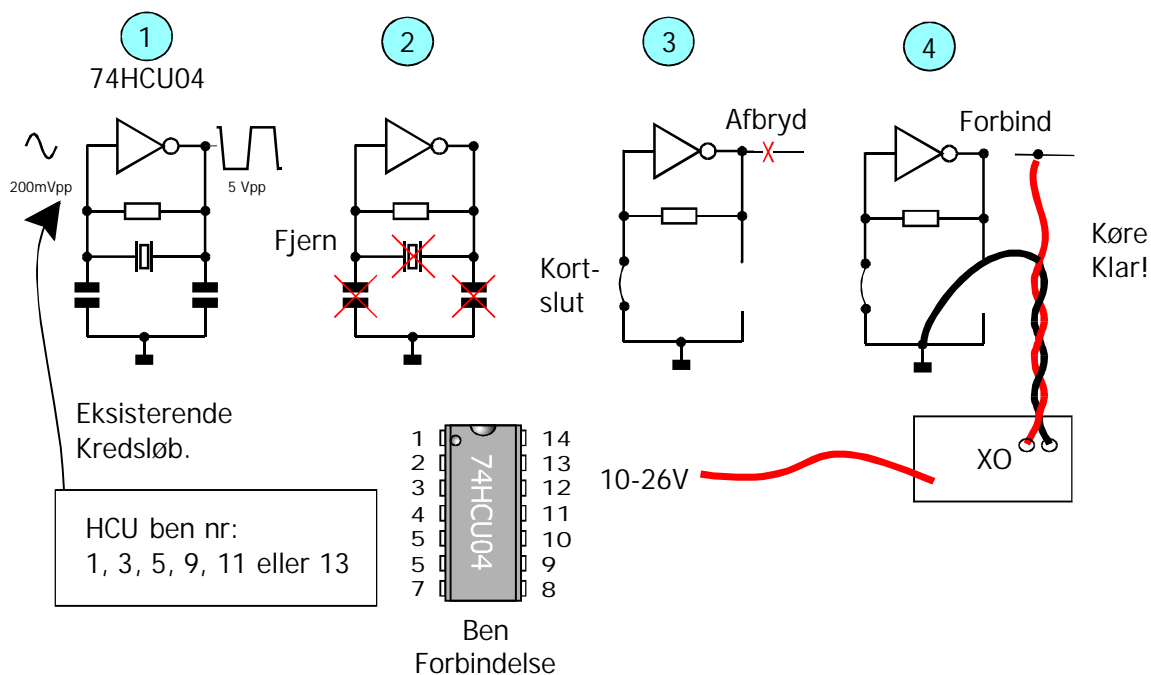 1
74HCU04
200mVpp
5 Vpp
Eksisterende
Kredsløb.
HCU ben nr:
1, 3, 5, 9, 11 eller 13
2
Fjern
3
Afbryd
Kort-
slut
4
Forbind
Køre
Klar!
XO
10-26V
1
2
3
4
5
5
7
74HCU04
14
13
12
11
10
9
8
Ben
Forbindelse